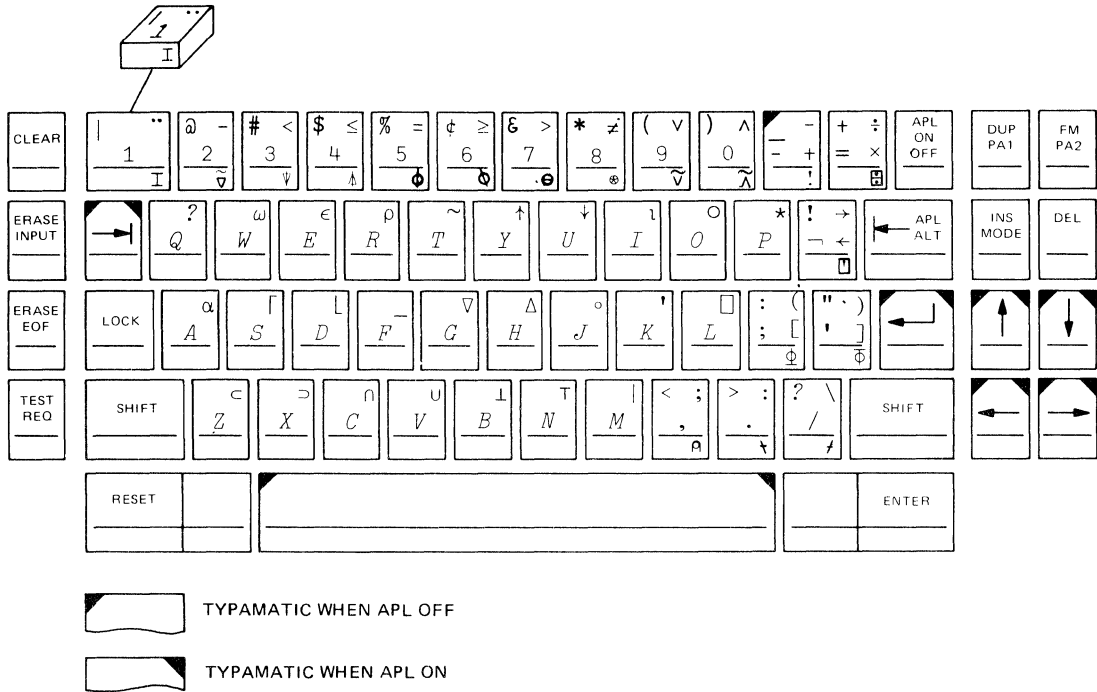 | ¨
1
I
CLEAR | ¨ 1 I @ - 2 ⍫ # < 3 ⍒ $ ≤ 4 ⍋ % = 5 ⌽ ¢ ≥ 6 ⍉ & > 7 ⊖ * ≠ 8 ⍟ ( ∨ 9 ⍱ ) ∧ 0 ⍲ _ - - + ! + ÷ = × ⌹ APL ON OFF DUP PA1 FM PA2
ERASE INPUT →| ? Q ω W ∊ E ρ R ~ T ↑ Y ↓ U ι I ○ O * P ! → ¬ ← ⍞ |← APL ALT INS MODE DEL
ERASE EOF LOCK α A ⌈ S ⌊ D _ F ∇ G ∆ H ∘ J ' K ⎕ L : ( ; [ " ) ' ] ↵ ↑ ↓
TEST REQ SHIFT ⊂ Z ⊃ X ∩ C ∪ V ⊥ B ⊤ N | M < ; , ⍝ > : . ⍀ ? \ / ⌿ SHIFT ← →
RESET ENTER
TYPAMATIC WHEN APL OFF
TYPAMATIC WHEN APL ON